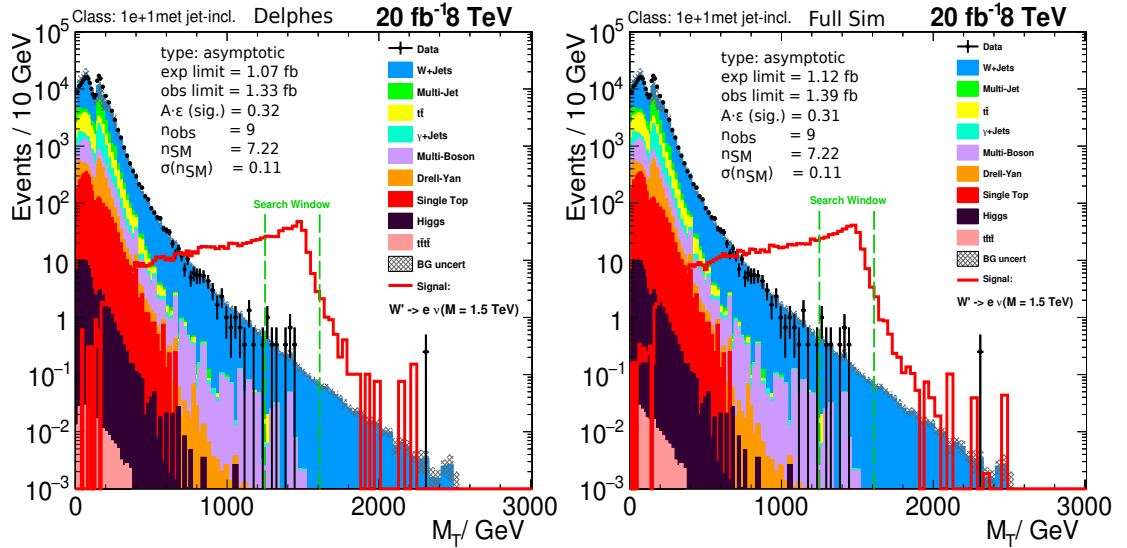 Class: 1e+1met jet-incl. Delphes 20 fb⁻¹8 TeV
Events / 10 GeV
10⁵
10⁴
10³
10²
10
1
10⁻¹
10⁻²
10⁻³
type: asymptotic
exp limit = 1.07 fb
obs limit = 1.33 fb
A·ε (sig.) = 0.32
n_obs = 9
n_SM = 7.22
σ(n_SM) = 0.11
Search Window
Data
W+Jets
Multi-Jet
tt̄
γ+Jets
Multi-Boson
Drell-Yan
Single Top
Higgs
tt̄tt̄
BG uncert
Signal:
W' -> e ν(M = 1.5 TeV)
0 1000 2000 3000
M_T/ GeV
Class: 1e+1met jet-incl. Full Sim 20 fb⁻¹8 TeV
Events / 10 GeV
10⁵
10⁴
10³
10²
10
1
10⁻¹
10⁻²
10⁻³
type: asymptotic
exp limit = 1.12 fb
obs limit = 1.39 fb
A·ε (sig.) = 0.31
n_obs = 9
n_SM = 7.22
σ(n_SM) = 0.11
Search Window
Data
W+Jets
Multi-Jet
tt̄
γ+Jets
Multi-Boson
Drell-Yan
Single Top
Higgs
tt̄tt̄
BG uncert
Signal:
W' -> e ν(M = 1.5 TeV)
0 1000 2000 3000
M_T/ GeV